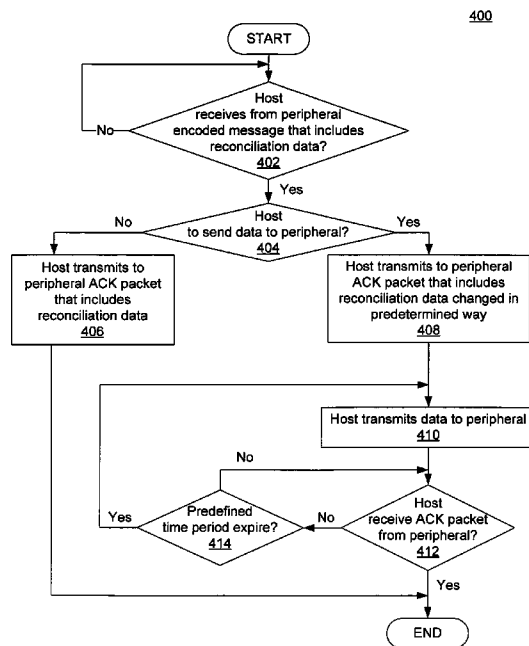 400
START
Host
receives from peripheral
encoded message that includes
reconciliation data?
402
No
Yes
Host
to send data to peripheral?
404
No
Yes
Host transmits to
peripheral ACK packet
that includes
reconciliation data
406
Host transmits to peripheral
ACK packet that includes
reconciliation data changed in
predetermined way
408
Host transmits data to peripheral
410
No
Predefined
time period expire?
414
Yes
No
Host
receive ACK packet
from peripheral?
412
Yes
END